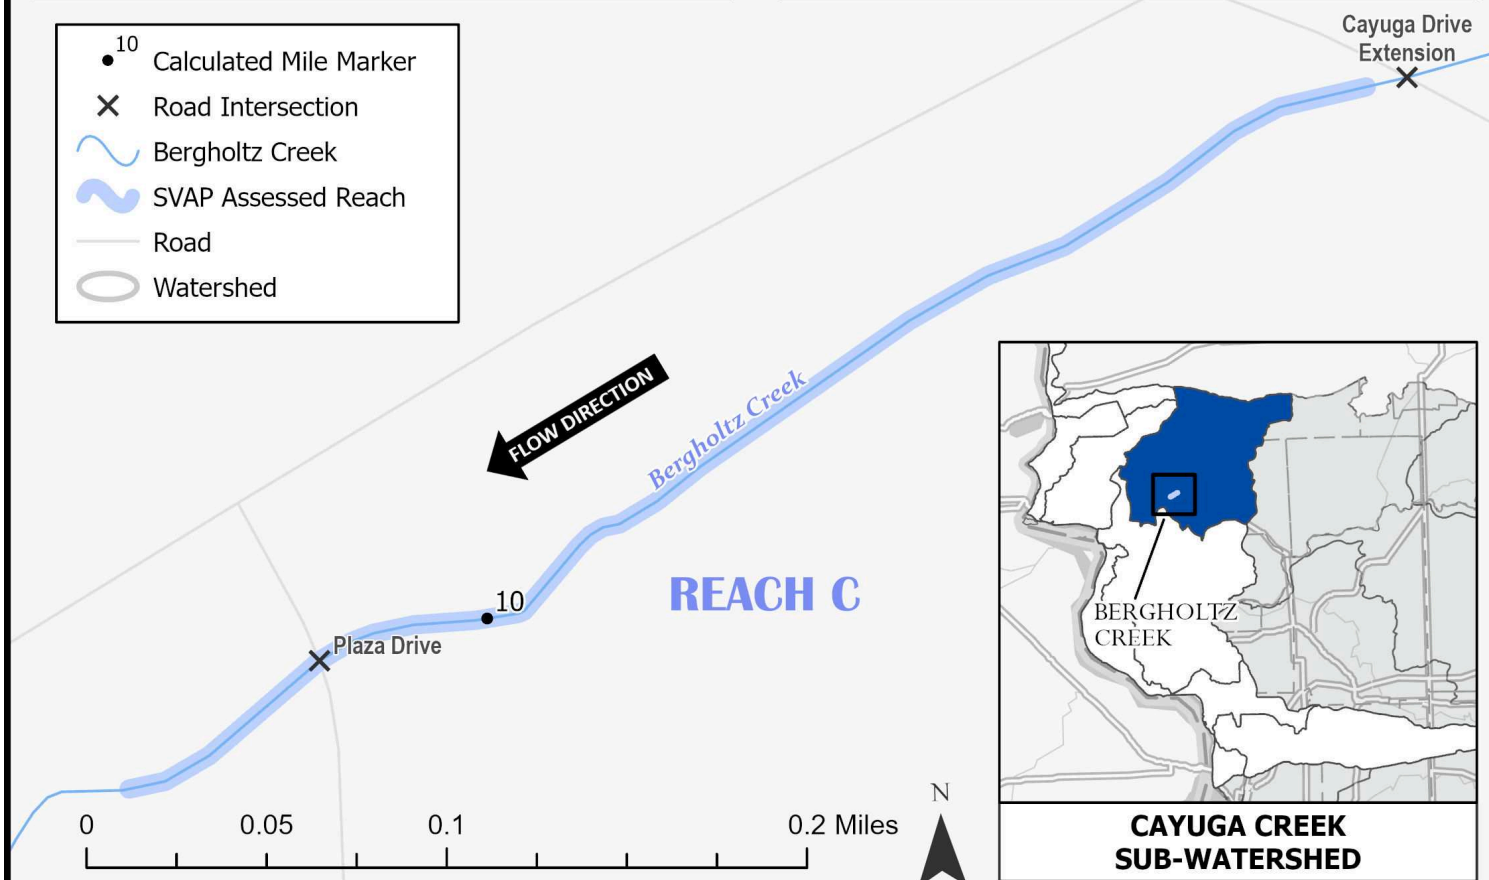 10
Calculated Mile Marker
Road Intersection
Bergholtz Creek
SVAP Assessed Reach
Road
Watershed
Cayuga Drive
Extension
FLOW DIRECTION
Bergholtz Creek
10
REACH C
Plaza Drive
0 0.05 0.1 0.2 Miles
N
BERGHOLTZ
CREEK
CAYUGA CREEK
SUB-WATERSHED